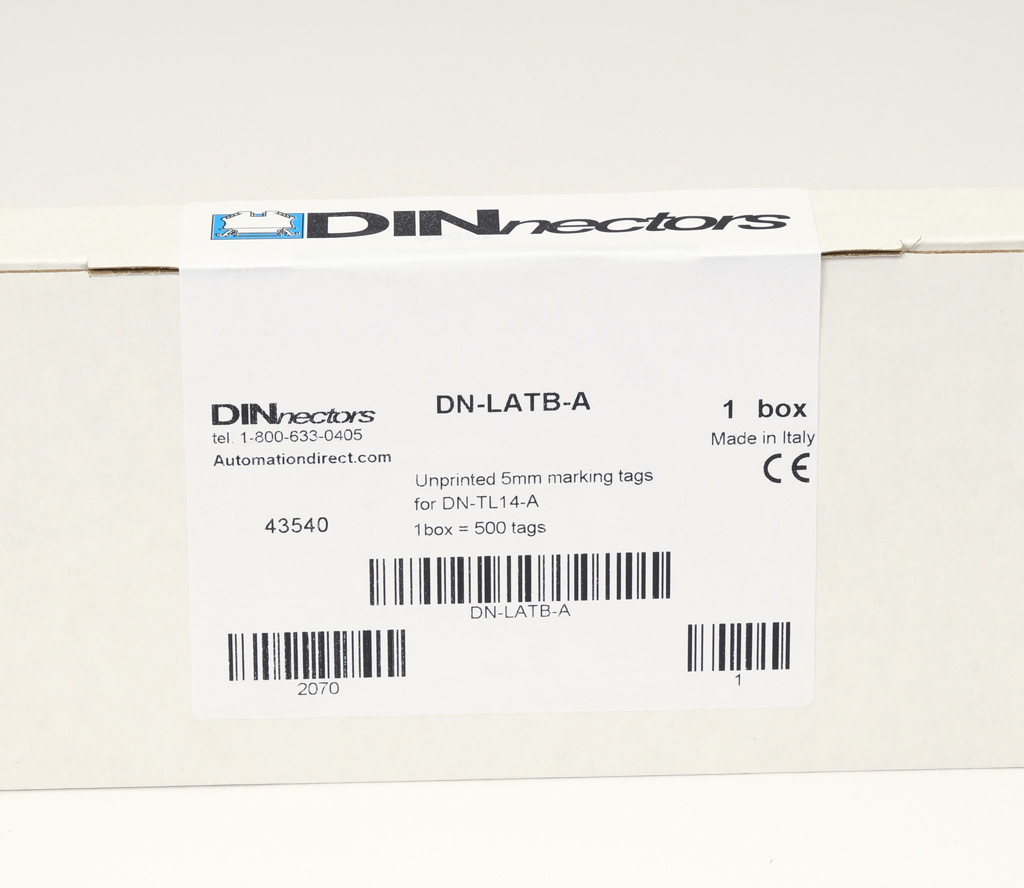 DINnectors
DINnectors
DN-LATB-A
1 box
tel. 1-800-633-0405
Made in Italy
Automationdirect.com
CE
Unprinted 5mm marking tags
for DN-TL14-A
43540
1box = 500 tags
DN-LATB-A
2070
1